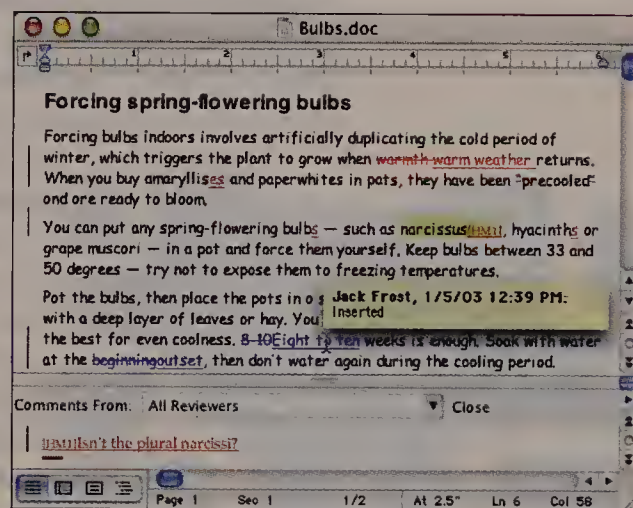 Bulbs.doc
1 2 3 4 5 6
Forcing spring-flowering bulbs
Forcing bulbs indoors involves artificially duplicating the cold period of
winter, which triggers the plant to grow when warmth warm weather returns.
When you buy amaryllises and paperwhites in pots, they have been "precooled"
and are ready to bloom.
You can put any spring-flowering bulbs — such as narcissus[HM1], hyacinths or
grape muscari — in a pot and force them yourself. Keep bulbs between 33 and
50 degrees — try not to expose them to freezing temperatures.
Pot the bulbs, then place the pots in a s
Jack Frost, 1/5/03 12:39 PM:
Inserted
with a deep layer of leaves or hay. You
the best for even coolness. 8-10Eight to ten weeks is enough. Soak with water
at the beginningoutset, then don't water again during the cooling period.
Comments From: All Reviewers Close
[HM1]Isn't the plural narcissi?
Page 1 Sec 1 1/2 At 2.5" Ln 6 Col 58